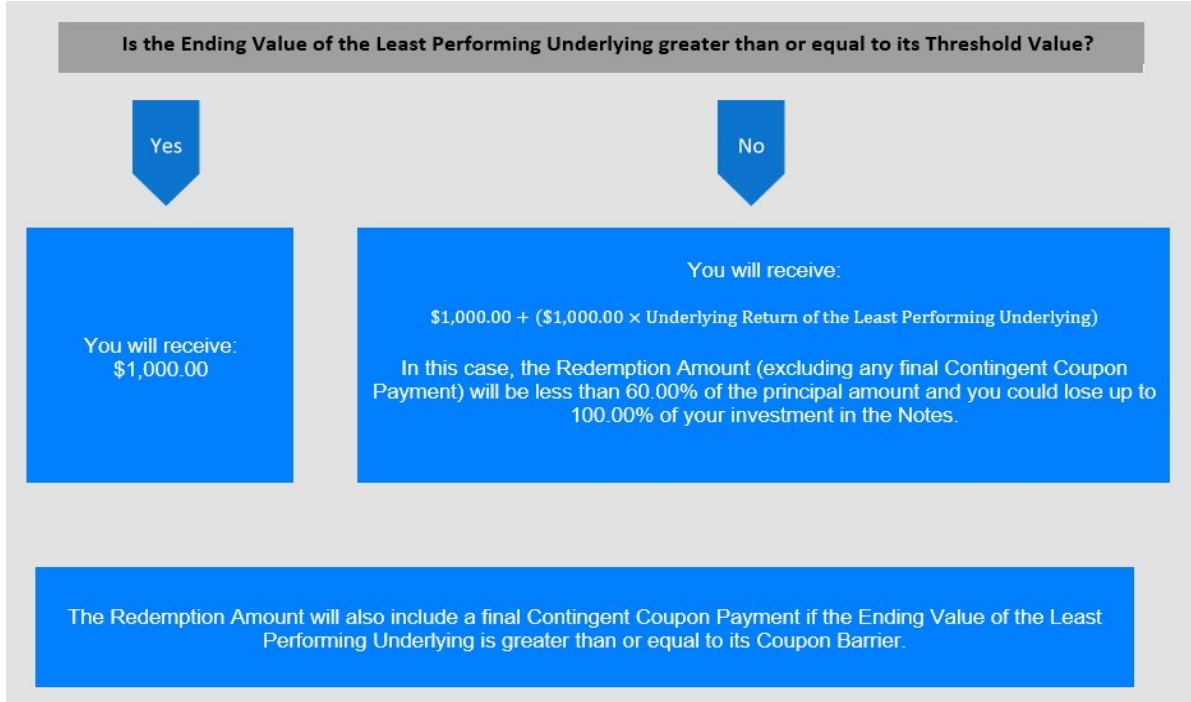 Is the Ending Value of the Least Performing Underlying greater than or equal to its Threshold Value?
Yes
No
You will receive:
$1,000.00
You will receive:
$1,000.00 + ($1,000.00 × Underlying Return of the Least Performing Underlying)
In this case, the Redemption Amount (excluding any final Contingent Coupon
Payment) will be less than 60.00% of the principal amount and you could lose up to
100.00% of your investment in the Notes.
The Redemption Amount will also include a final Contingent Coupon Payment if the Ending Value of the Least
Performing Underlying is greater than or equal to its Coupon Barrier.